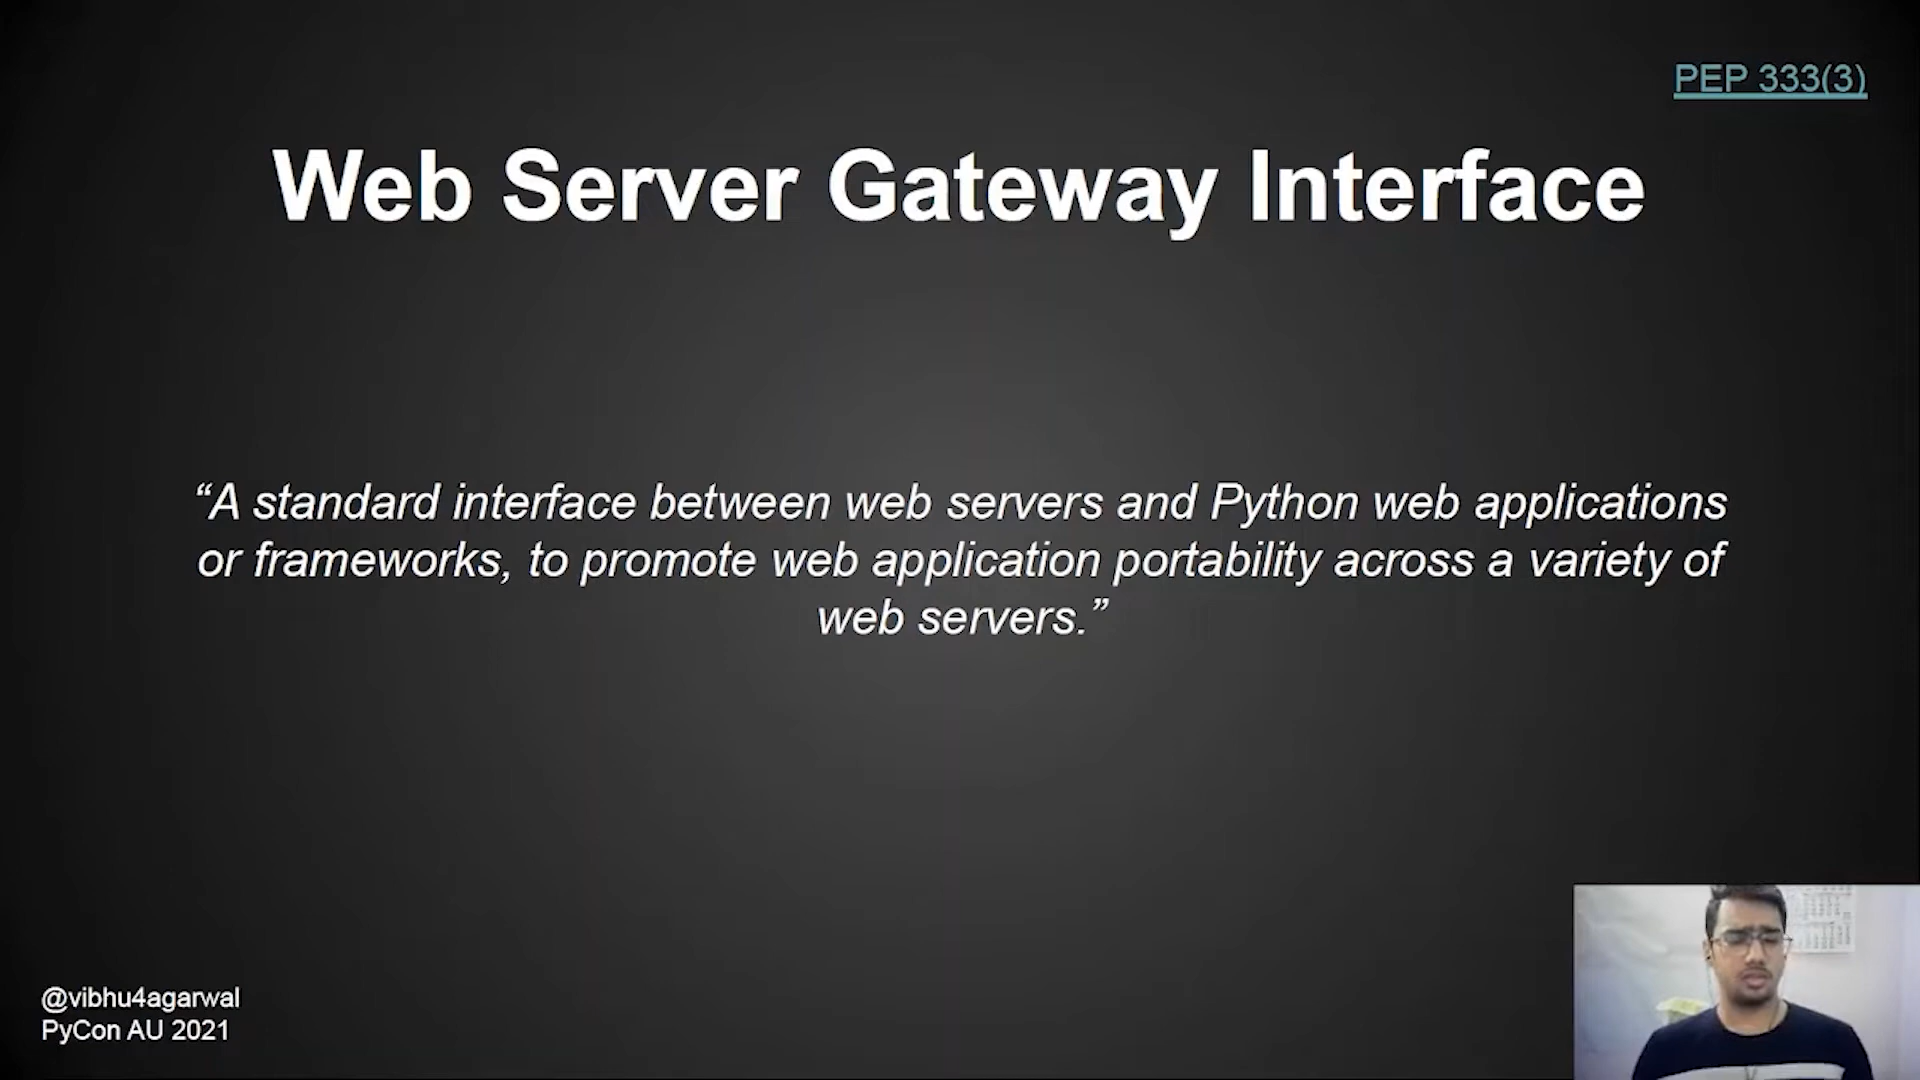 PEP 333(3)
Web Server Gateway Interface
“A standard interface between web servers and Python web applications
or frameworks, to promote web application portability across a variety of
web servers.”
@vibhu4agarwal
PyCon AU 2021